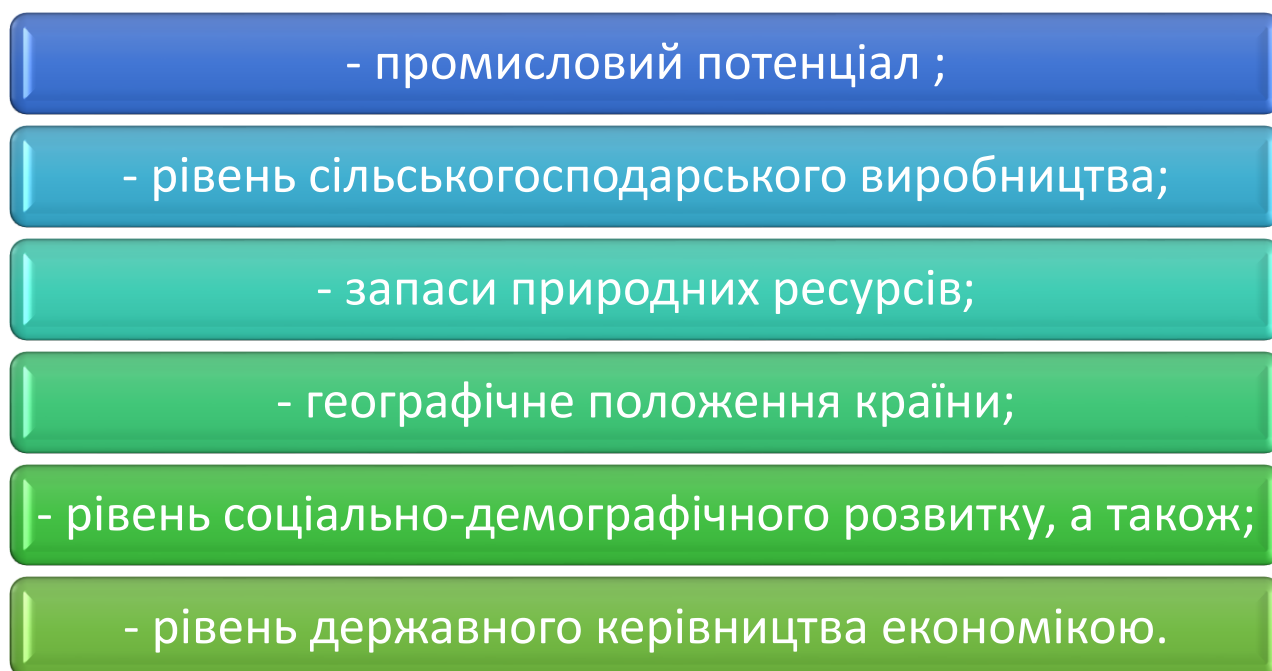 - промисловий потенціал ;
- рівень сільськогосподарського виробництва;
- запаси природних ресурсів;
- географічне положення країни;
- рівень соціально-демографічного розвитку, а також;
- рівень державного керівництва економікою.